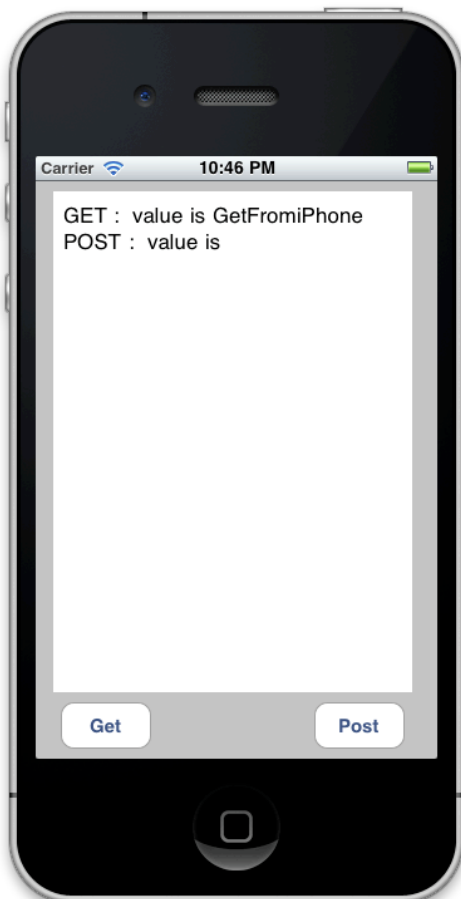 Carrier 10:46 PM
GET : value is GetFromiPhone
POST : value is
Get Post